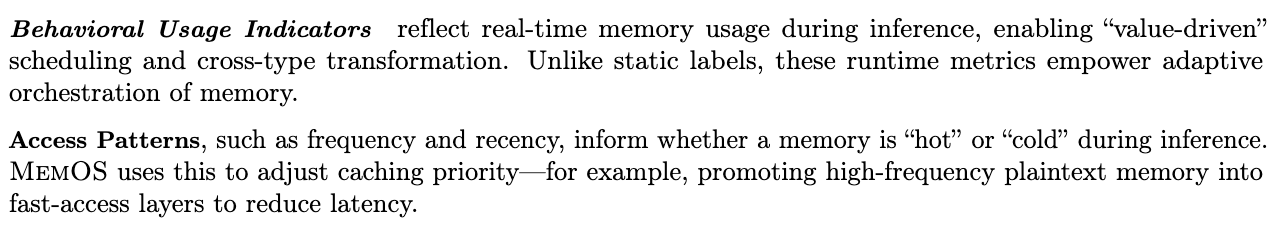 Behavioral Usage Indicators reflect real-time memory usage during inference, enabling “value-driven”
scheduling and cross-type transformation. Unlike static labels, these runtime metrics empower adaptive
orchestration of memory.
Access Patterns, such as frequency and recency, inform whether a memory is “hot” or “cold” during inference.
MEMOS uses this to adjust caching priority—for example, promoting high-frequency plaintext memory into
fast-access layers to reduce latency.